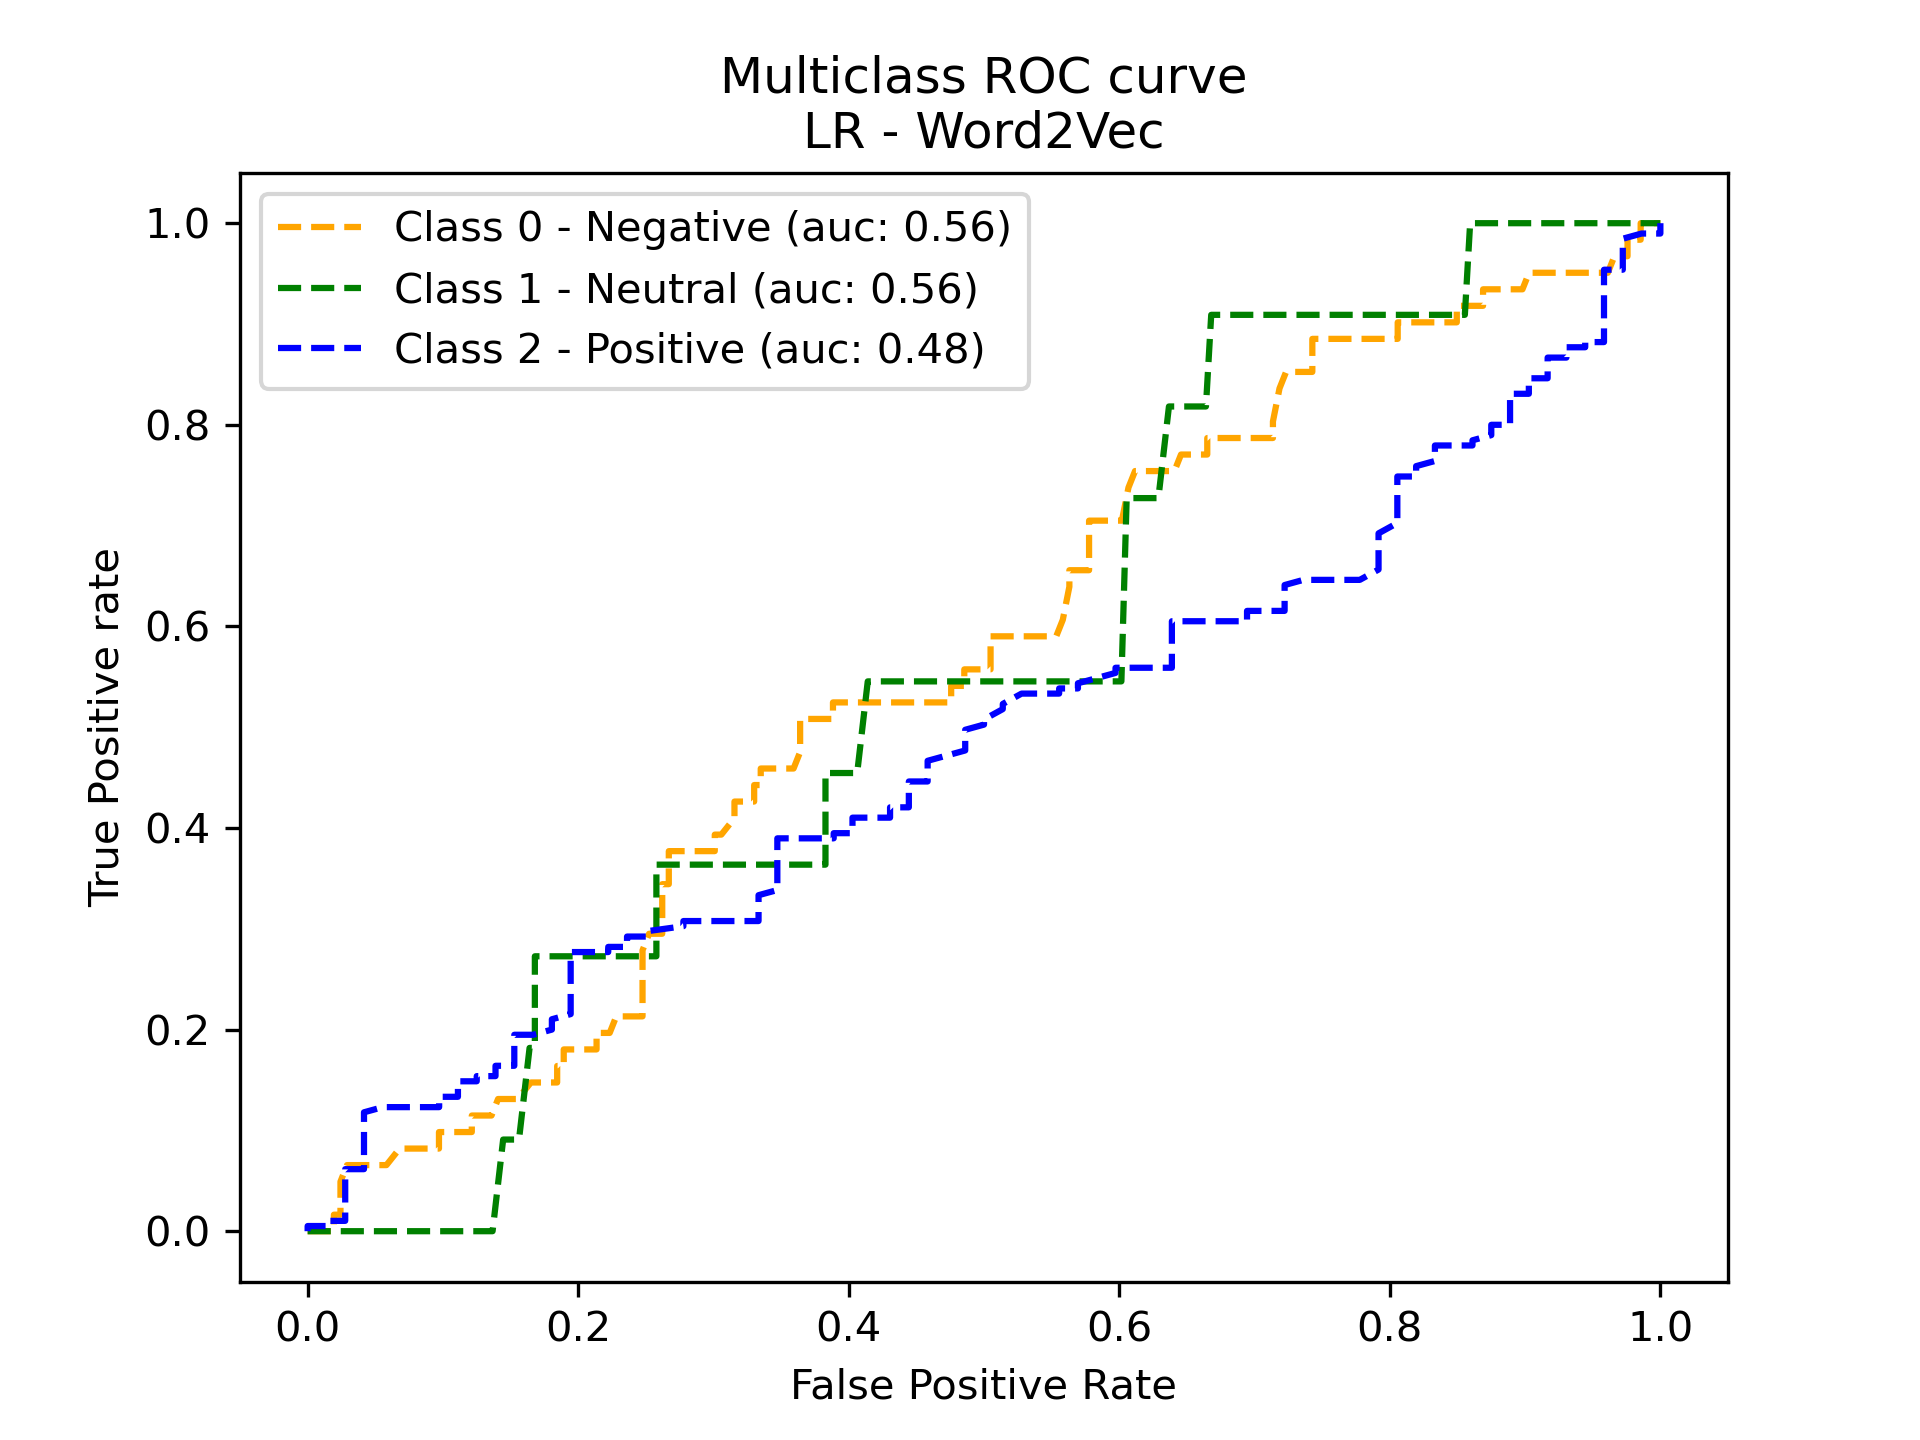 Multiclass ROC curve
LR - Word2Vec
Class 0 - Negative (auc: 0.56)
Class 1 - Neutral (auc: 0.56)
Class 2 - Positive (auc: 0.48)
True Positive rate
1.0
0.8
0.6
0.4
0.2
0.0
0.0 0.2 0.4 0.6 0.8 1.0
False Positive Rate